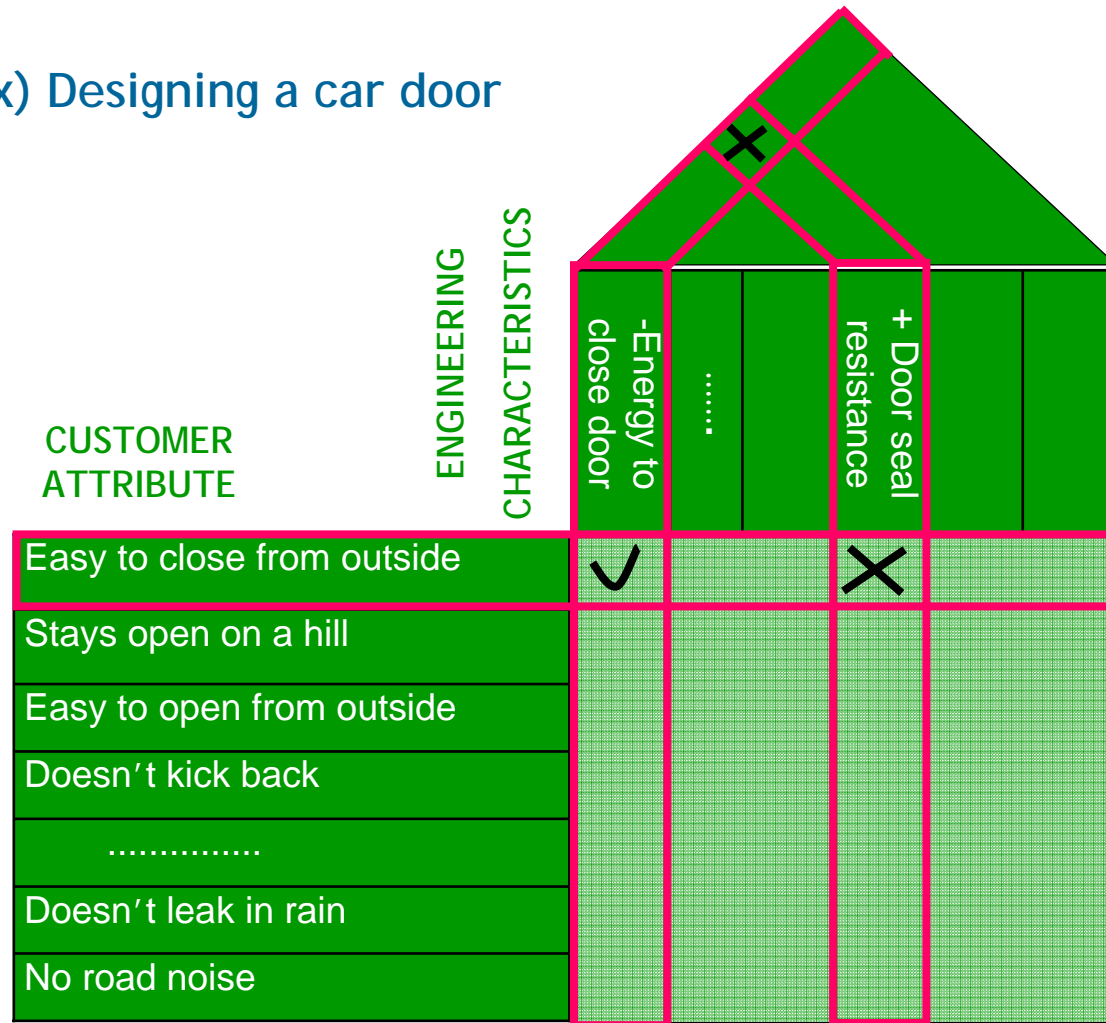 x) Designing a car door
ENGINEERING
CHARACTERISTICS
-Energy to
close door
.......
+ Door seal
resistance
CUSTOMER
ATTRIBUTE
Easy to close from outside
Stays open on a hill
Easy to open from outside
Doesn′t kick back
...............
Doesn′t leak in rain
No road noise